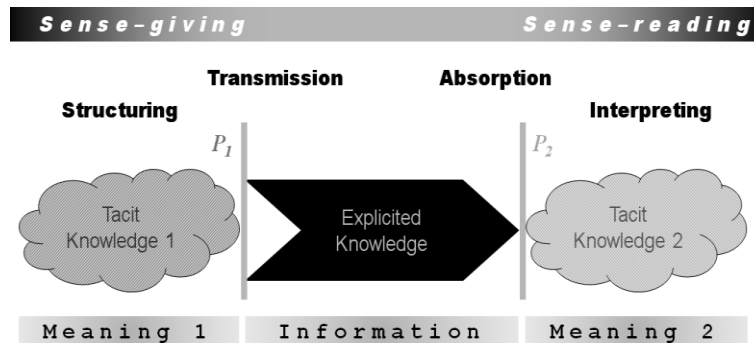 Sense-giving Sense-reading
Transmission Absorption
Structuring Interpreting
P1 P2
Tacit
Knowledge 1
Explicited
Knowledge
Tacit
Knowledge 2
Meaning 1 Information Meaning 2